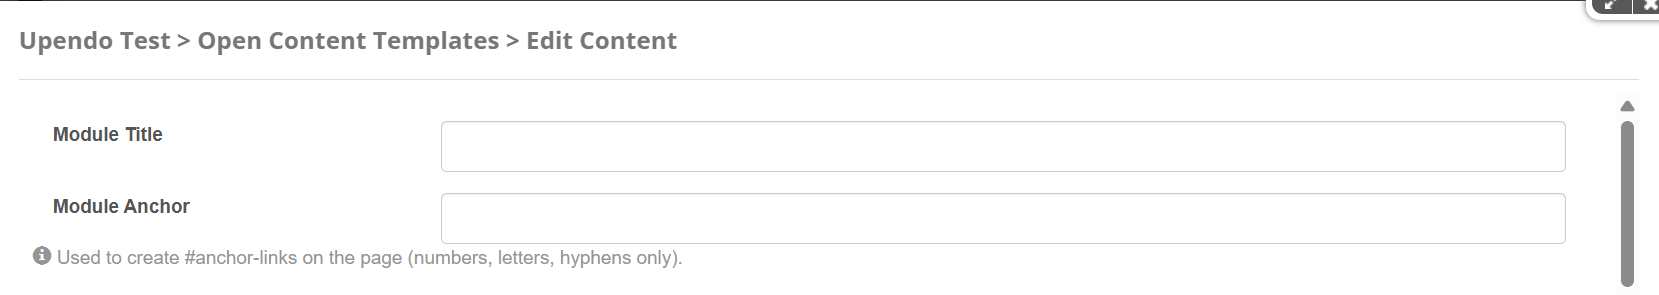 Upendo Test > Open Content Templates > Edit Content
Module Title
Module Anchor
Used to create #anchor-links on the page (numbers, letters, hyphens only).